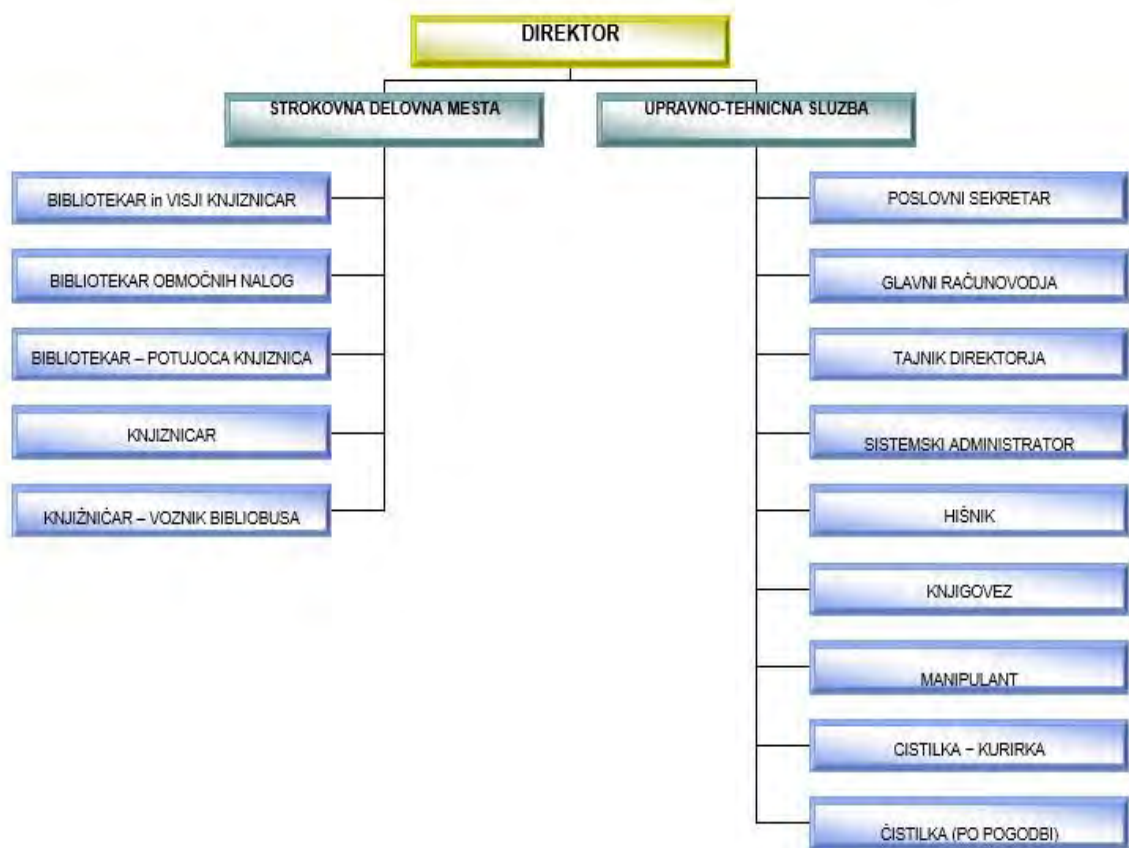 DIREKTOR
STROKOVNA DELOVNA MESTA
UPRAVNO-TEHNICNA SLUZBA
BIBLIOTEKAR in VISJI KNJIZNICAR
BIBLIOTEKAR OBMOČNIH NALOG
BIBLIOTEKAR – POTUJOCA KNJIZNICA
KNJIZNICAR
KNJIŽNIČAR – VOZNIK BIBLIOBUSA
POSLOVNI SEKRETAR
GLAVNI RAČUNOVODJA
TAJNIK DIREKTORJA
SISTEMSKI ADMINISTRATOR
HIŠNIK
KNJIGOVEZ
MANIPULANT
CISTILKA – KURIRKA
ČISTILKA (PO POGODBI)